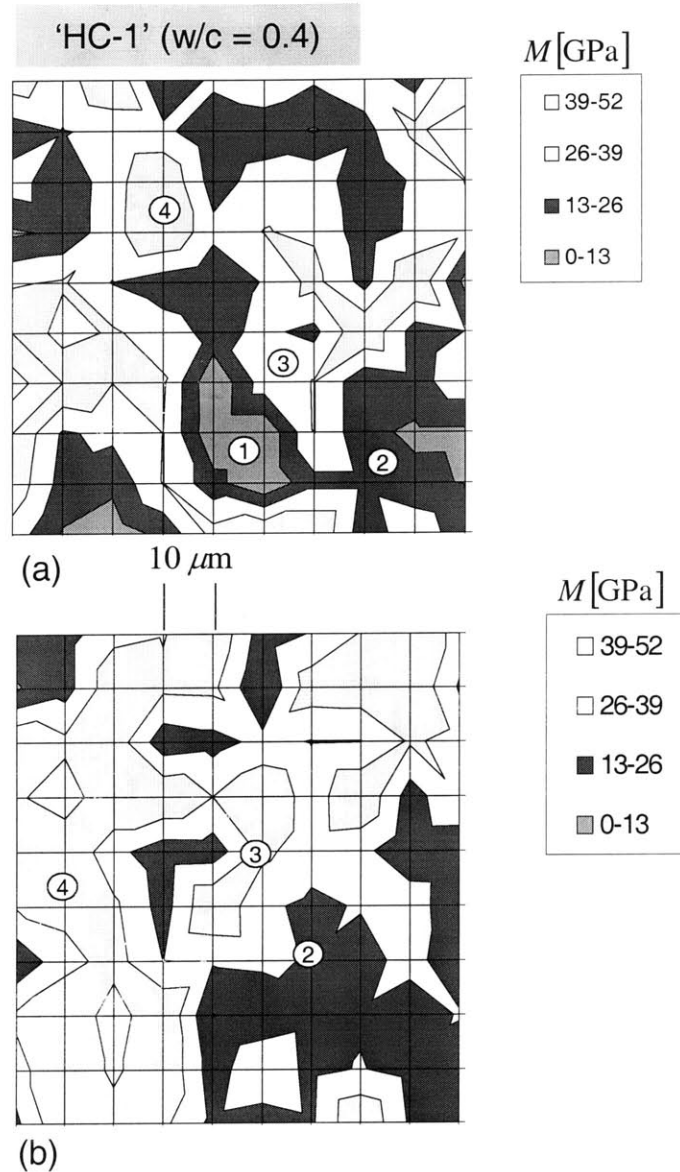 'HC-1' (w/c = 0.4)
M[GPa]
39-52
26-39
13-26
0-13
4
3
1
2
(a)
10 μm
M[GPa]
39-52
26-39
13-26
0-13
3
4
2
(b)